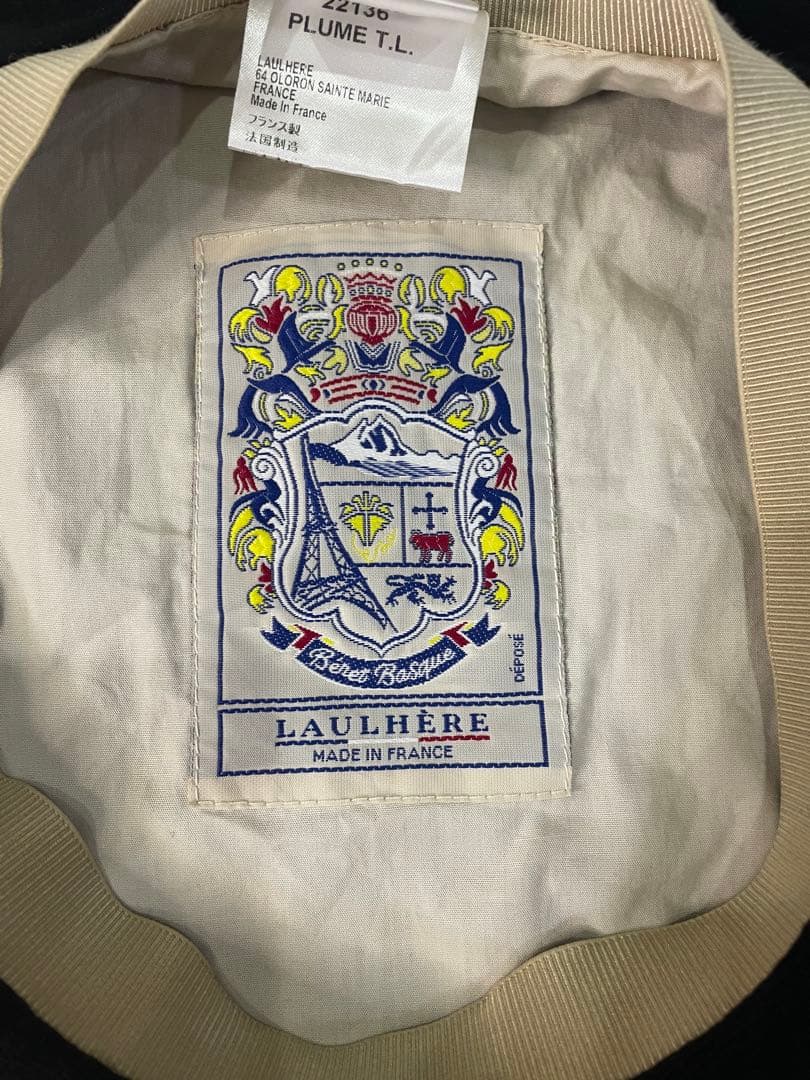 22136
PLUME T.L.
LAULHERE
64 OLORON SAINTE MARIE
FRANCE
Made In France
フランス製
法国制造
Béret Basque
DÉPOSÉ
LAULHÈRE
MADE IN FRANCE